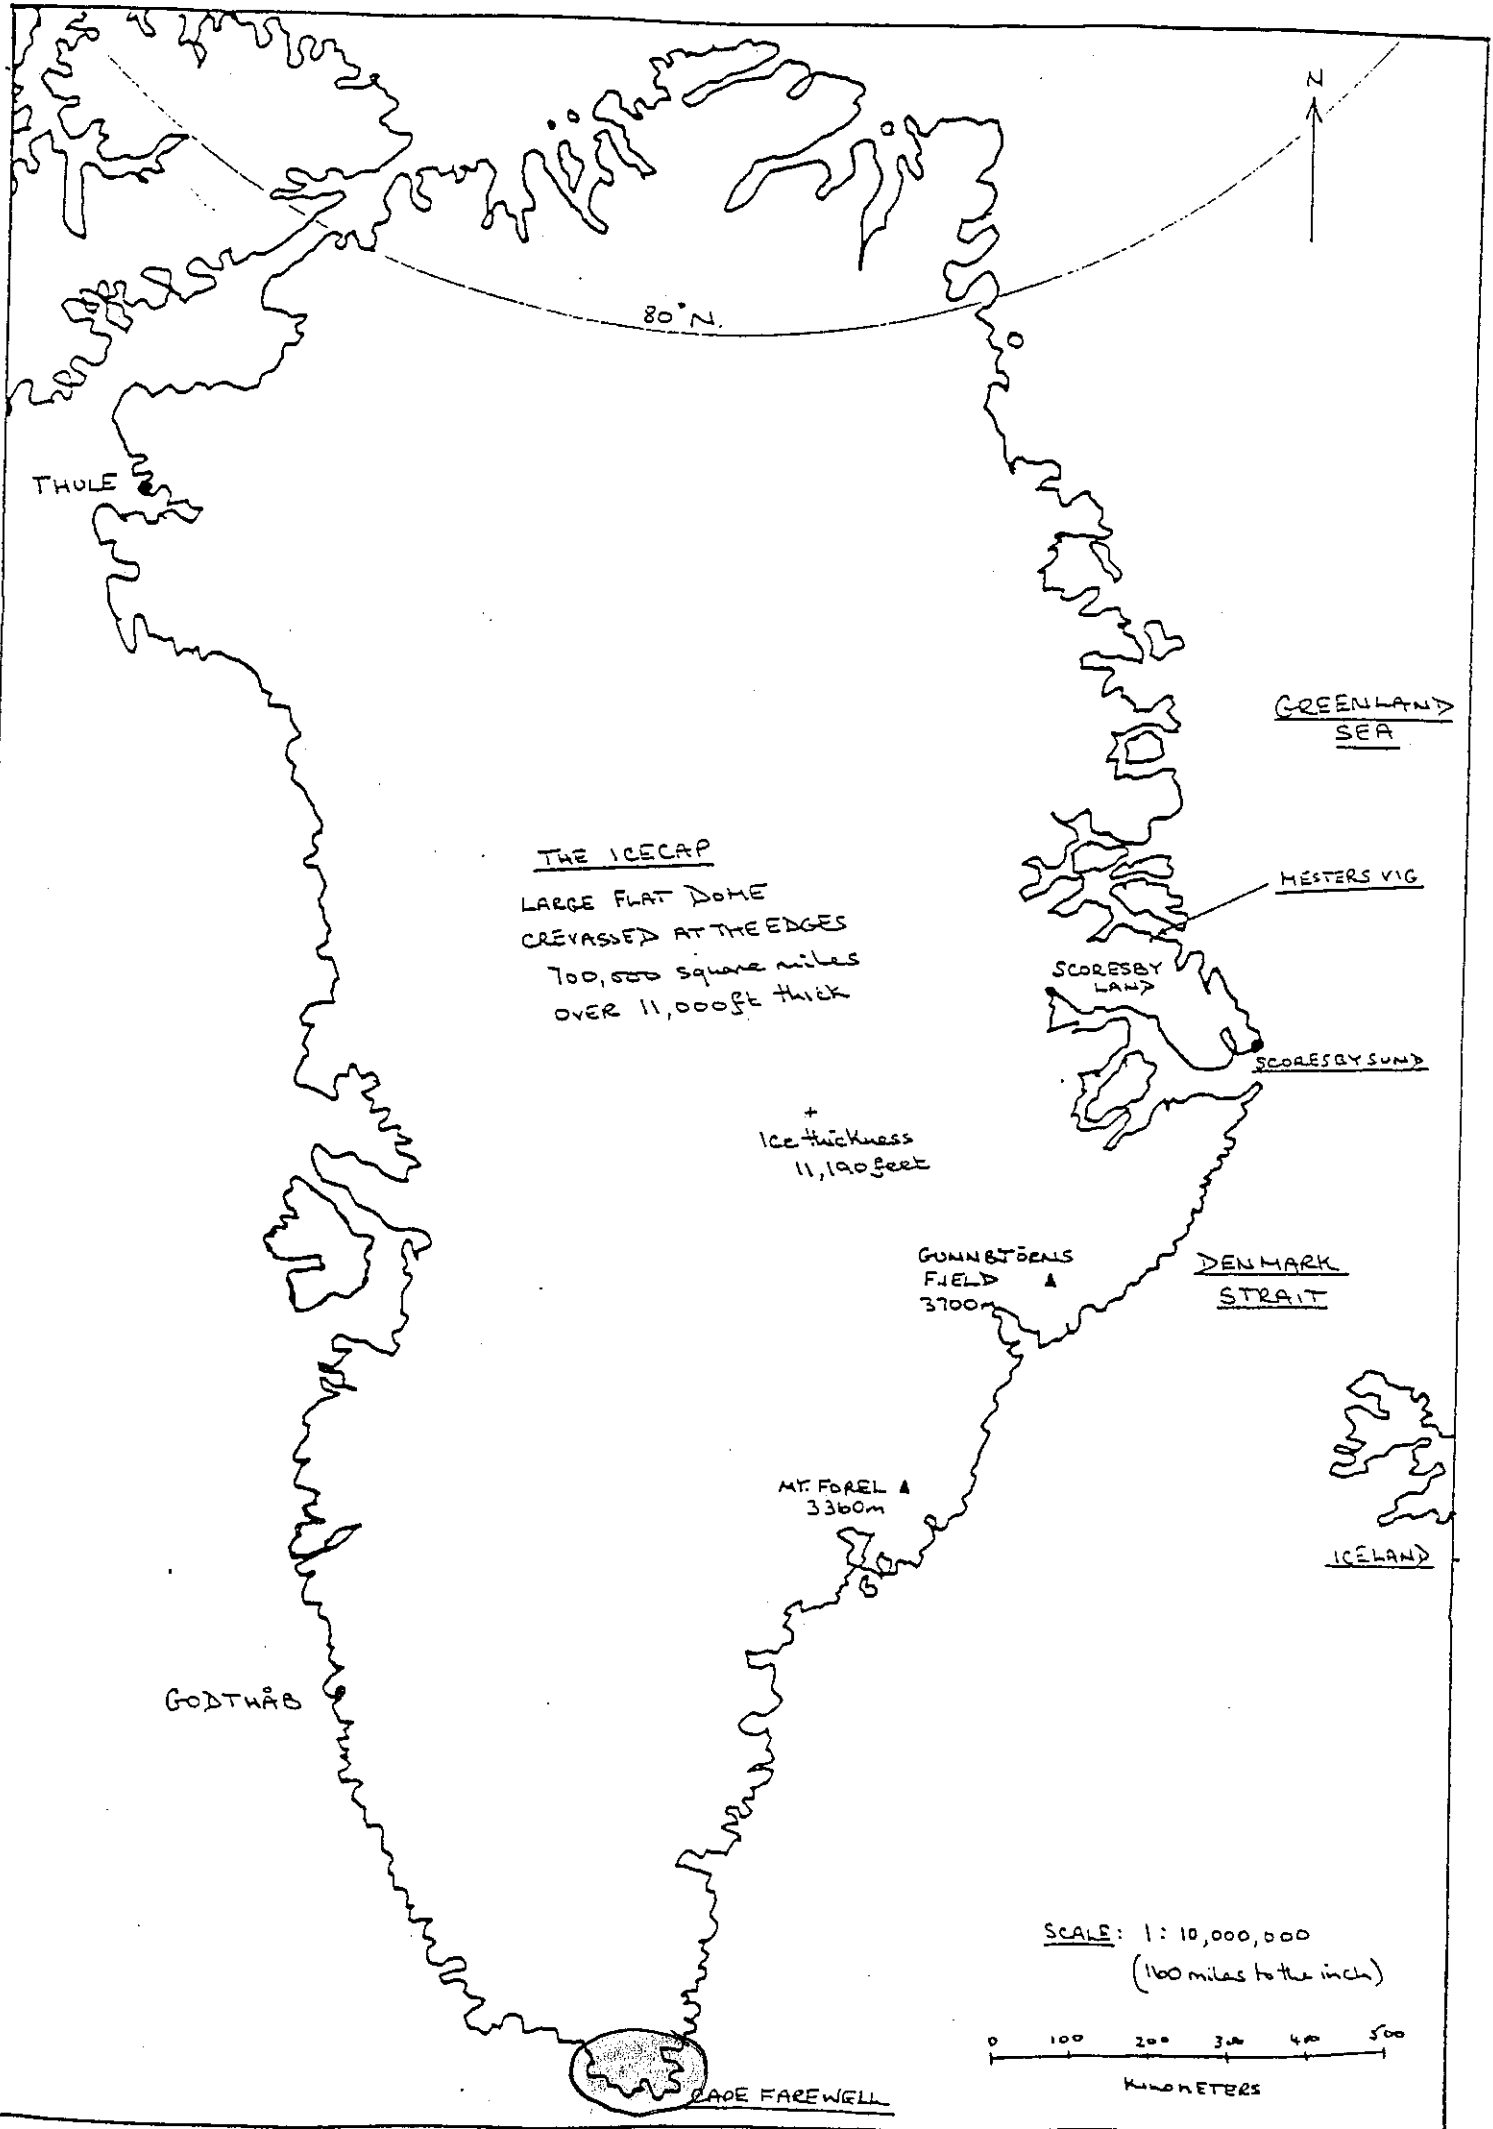 N
80°N.
THULE
GREENLAND
SEA
THE ICECAP
LARGE FLAT DOME
CREVASSED AT THE EDGES
700,000 square miles
OVER 11,000ft thick
MESTERS VIG
SCORESBY
LAND
SCORESBY SUND
+
Ice thickness
11,190 feet
GUNNBJÖRNS
FJELD
3700m
DENMARK
STRAIT
MT. FOREL
3360m
ICELAND
GODTHÅB
SCALE: 1: 10,000,000
(160 miles to the inch)
0 100 200 300 400 500
KILOMETERS
CAPE FAREWELL